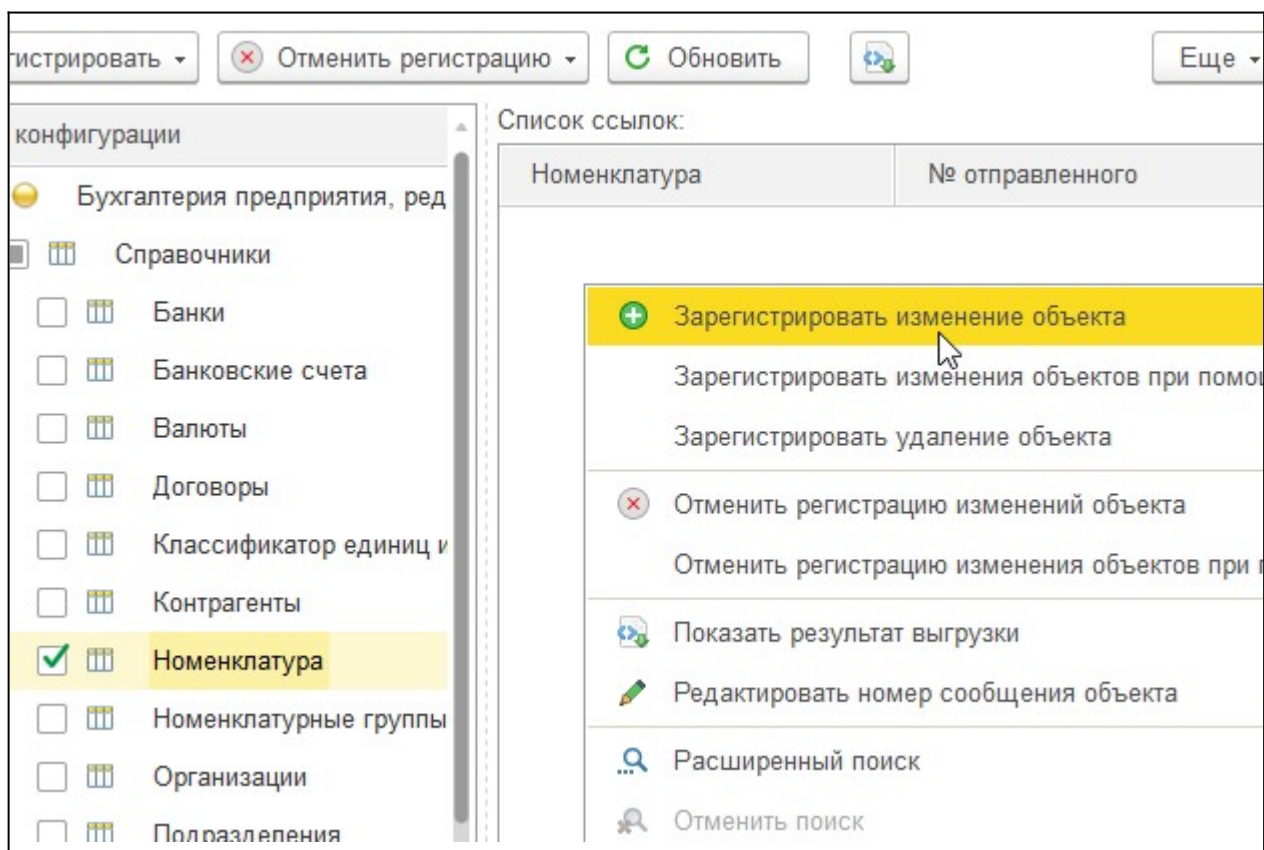 гистрировать Отменить регистрацию Обновить Еще
конфигурации
Бухгалтерия предприятия, ред
Справочники
Банки
Банковские счета
Валюты
Договоры
Классификатор единиц и
Контрагенты
Номенклатура
Номенклатурные группы
Организации
Подразделения
Список ссылок:
Номенклатура № отправленного
Зарегистрировать изменение объекта
Зарегистрировать изменения объектов при помо
Зарегистрировать удаление объекта
Отменить регистрацию изменений объекта
Отменить регистрацию изменения объектов при
Показать результат выгрузки
Редактировать номер сообщения объекта
Расширенный поиск
Отменить поиск